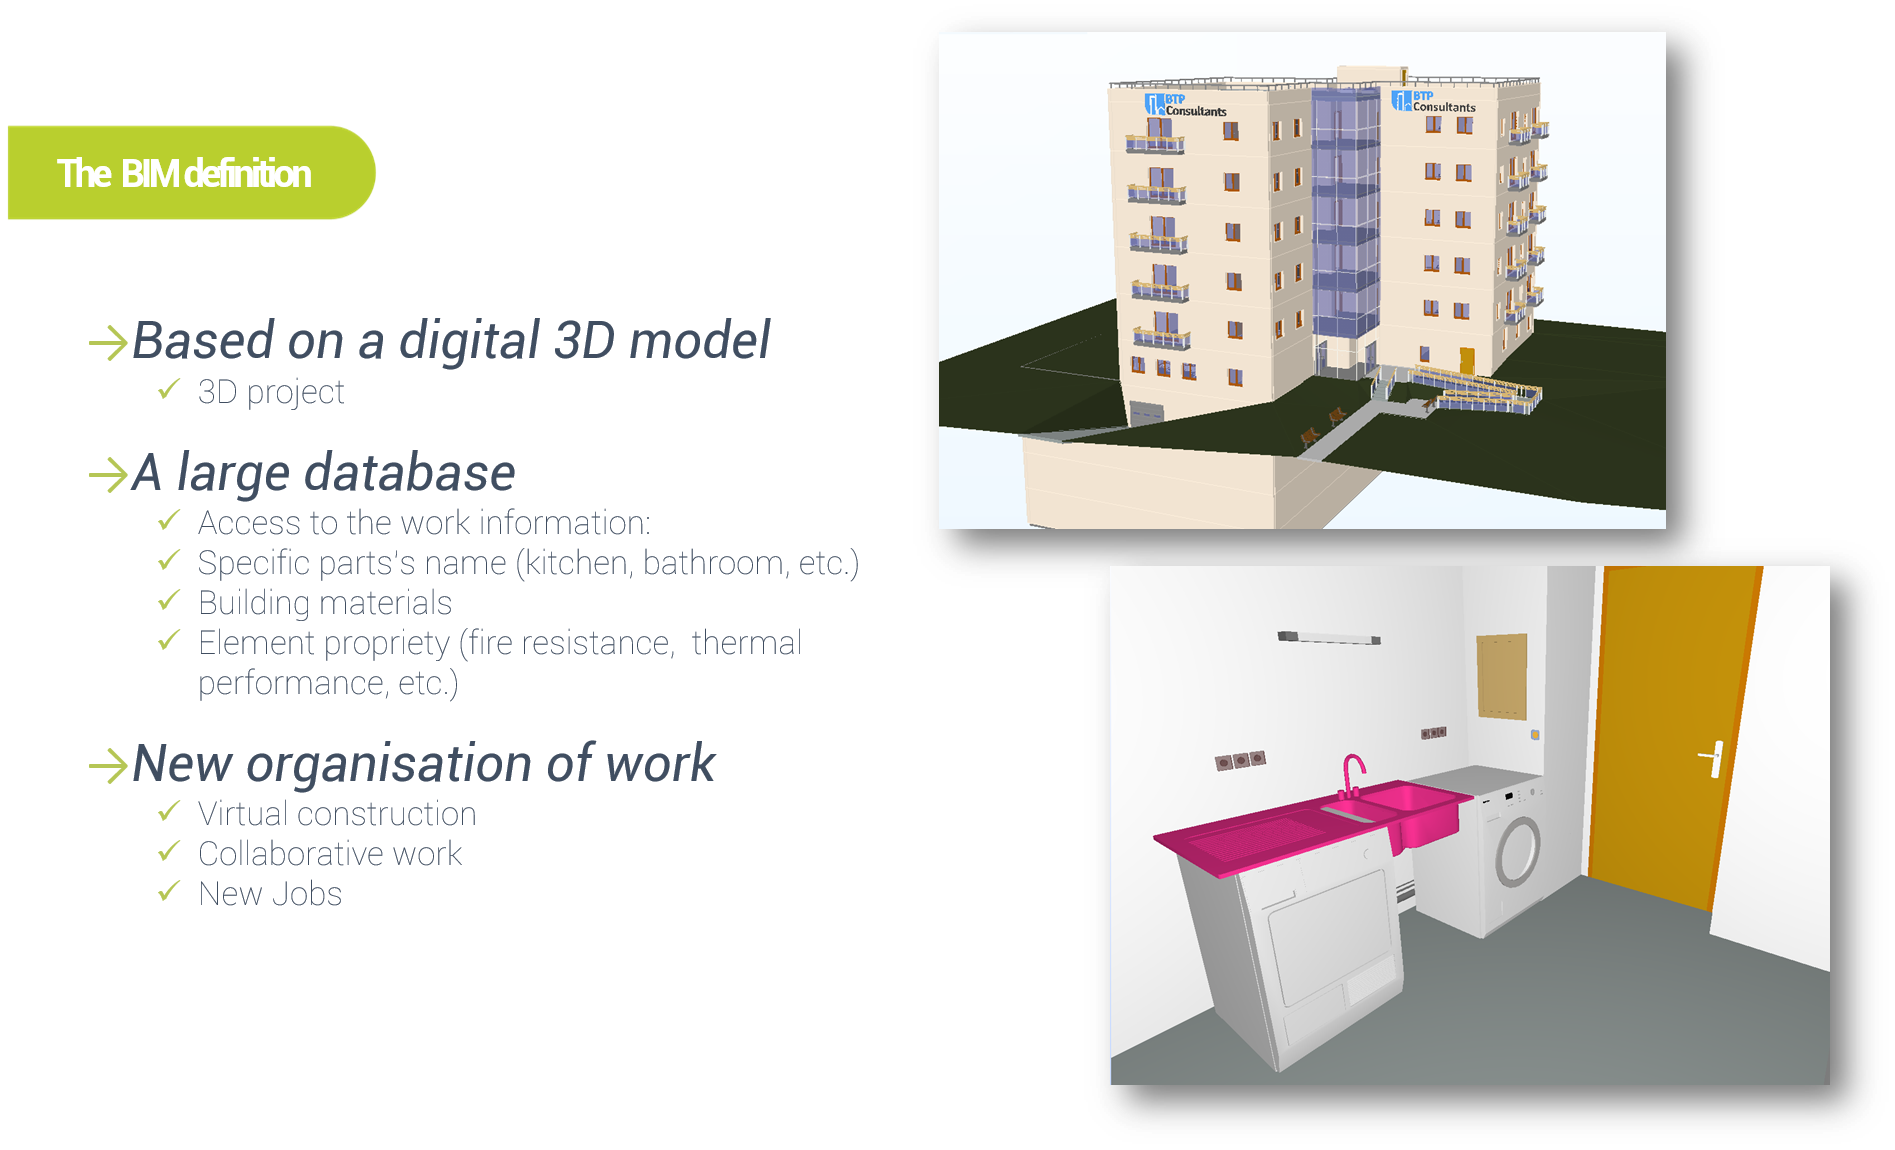 The BIM definition
Based on a digital 3D model
3D project
A large database
Access to the work information:
Specific parts's name (kitchen, bathroom, etc.)
Building materials
Element propriety (fire resistance, thermal
performance, etc.)
New organisation of work
Virtual construction
Collaborative work
New Jobs
BTP
Consultants
BTP
Consultants